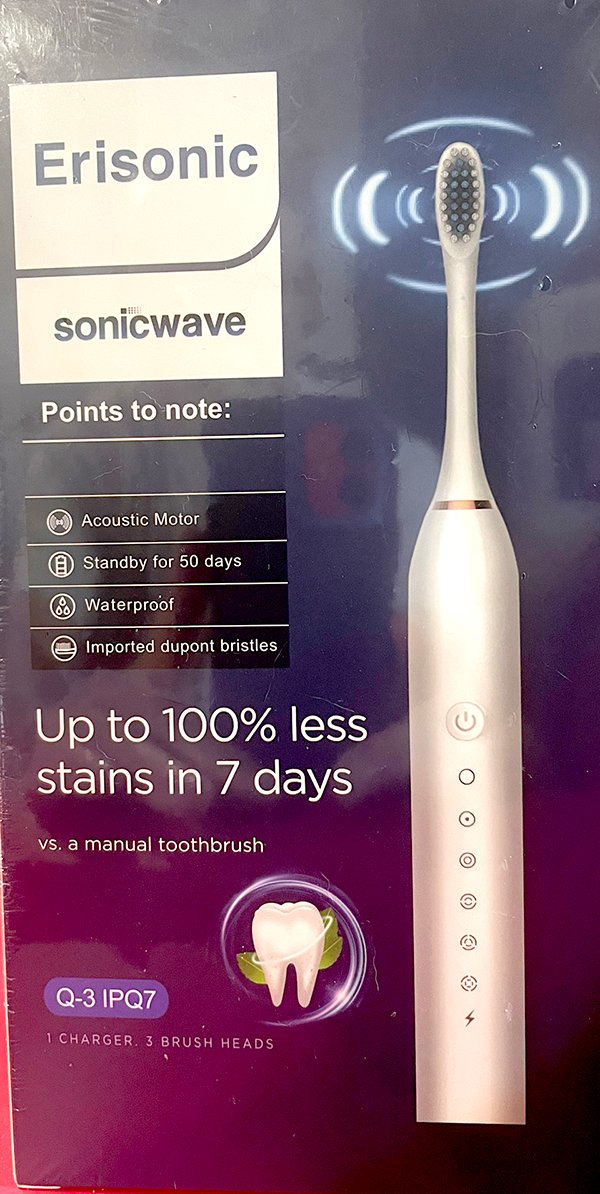 Erisonic
sonicwave
Points to note:
Acoustic Motor
Standby for 50 days
Waterproof
Imported dupont bristles
Up to 100% less
stains in 7 days
vs. a manual toothbrush
Q-3 IPQ7
1 CHARGER. 3 BRUSH HEADS